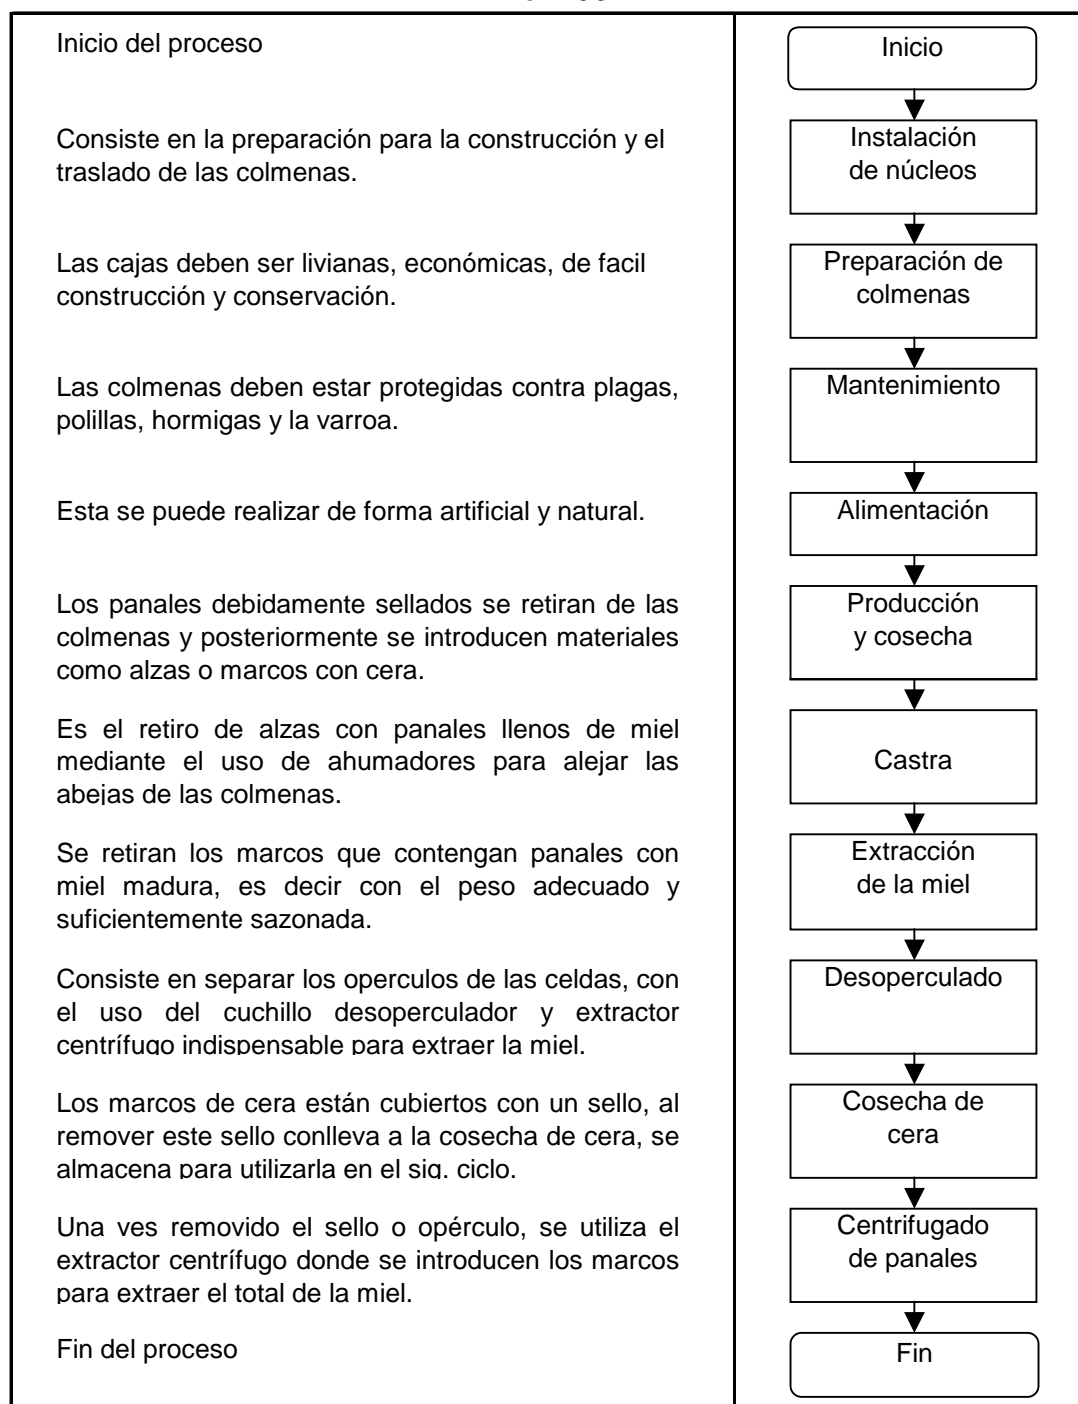 Inicio del proceso
Inicio
Consiste en la preparación para la construcción y el
traslado de las colmenas.
Instalación
de núcleos
Las cajas deben ser livianas, económicas, de facil
construcción y conservación.
Preparación de
colmenas
Las colmenas deben estar protegidas contra plagas,
polillas, hormigas y la varroa.
Mantenimiento
Esta se puede realizar de forma artificial y natural.
Alimentación
Los panales debidamente sellados se retiran de las
colmenas y posteriormente se introducen materiales
como alzas o marcos con cera.
Producción
y cosecha
Es el retiro de alzas con panales llenos de miel
mediante el uso de ahumadores para alejar las
abejas de las colmenas.
Castra
Se retiran los marcos que contengan panales con
miel madura, es decir con el peso adecuado y
suficientemente sazonada.
Extracción
de la miel
Consiste en separar los operculos de las celdas, con
el uso del cuchillo desoperculador y extractor
centrífugo indispensable para extraer la miel.
Desoperculado
Los marcos de cera están cubiertos con un sello, al
remover este sello conlleva a la cosecha de cera, se
almacena para utilizarla en el sig. ciclo.
Cosecha de
cera
Una ves removido el sello o opérculo, se utiliza el
extractor centrífugo donde se introducen los marcos
para extraer el total de la miel.
Centrifugado
de panales
Fin del proceso
Fin